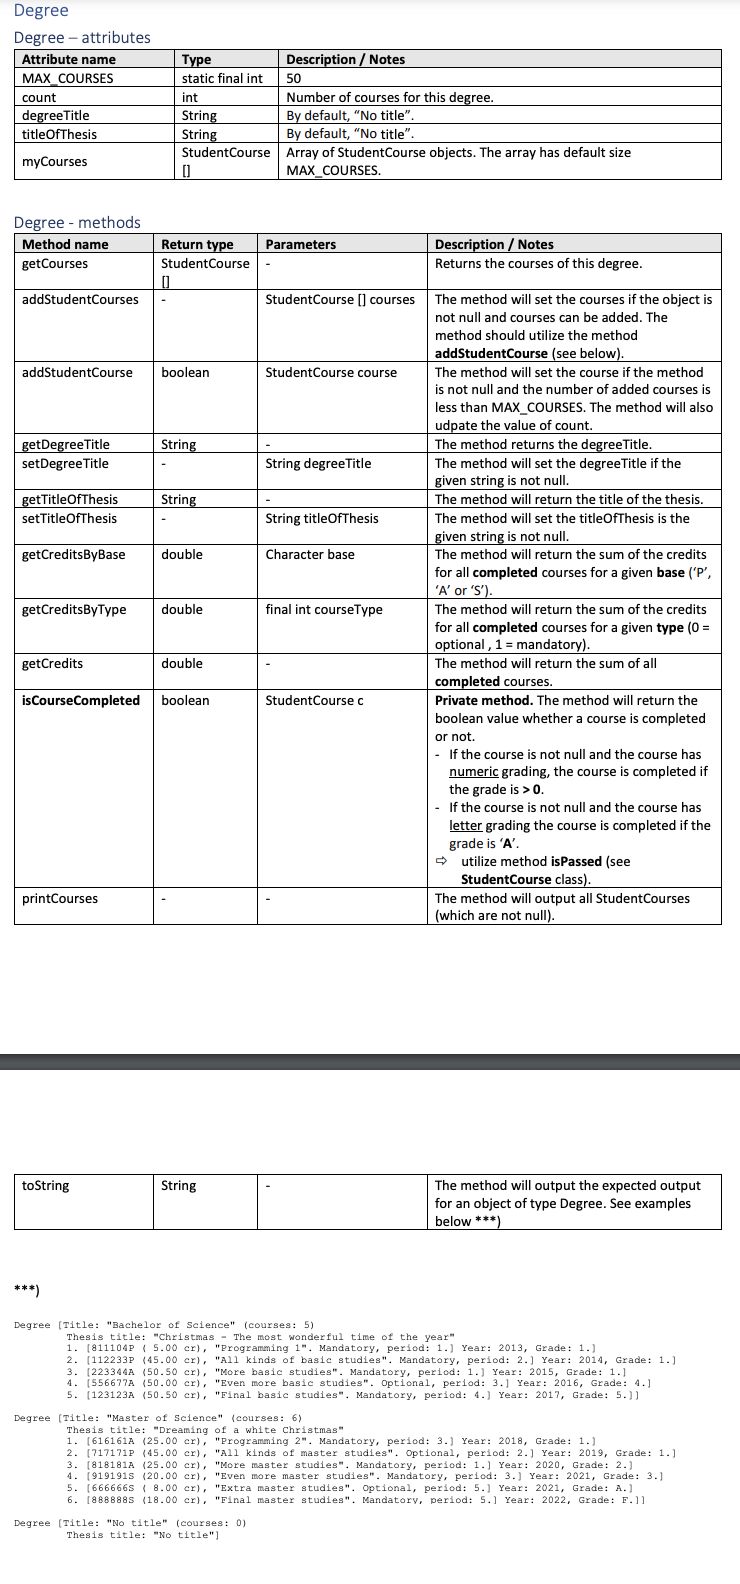 Degree
Degree – attributes
Attribute name Type Description / Notes
MAX_COURSES static final int 50
count int Number of courses for this degree.
degreeTitle String By default, “No title”.
titleOfThesis String By default, “No title”.
myCourses StudentCourse [] Array of StudentCourse objects. The array has default size
MAX_COURSES.
Degree - methods
Method name Return type Parameters Description / Notes
getCourses StudentCourse [] - Returns the courses of this degree.
addStudentCourses - StudentCourse [] courses The method will set the courses if the object is
not null and courses can be added. The
method should utilize the method
addStudentCourse (see below).
addStudentCourse boolean StudentCourse course The method will set the course if the method
is not null and the number of added courses is
less than MAX_COURSES. The method will also
udpate the value of count.
getDegreeTitle String - The method returns the degreeTitle.
setDegreeTitle - String degreeTitle The method will set the degreeTitle if the
given string is not null.
getTitleOfThesis String - The method will return the title of the thesis.
setTitleOfThesis - String titleOfThesis The method will set the titleOfThesis is the
given string is not null.
getCreditsByBase double Character base The method will return the sum of the credits
for all completed courses for a given base (‘P’,
‘A’ or ‘S’).
getCreditsByType double final int courseType The method will return the sum of the credits
for all completed courses for a given type (0 =
optional , 1 = mandatory).
getCredits double - The method will return the sum of all
completed courses.
isCourseCompleted boolean StudentCourse c Private method. The method will return the
boolean value whether a course is completed
or not.
- If the course is not null and the course has
numeric grading, the course is completed if
the grade is > 0.
- If the course is not null and the course has
letter grading the course is completed if the
grade is ‘A’.
⇨ utilize method isPassed (see
StudentCourse class).
printCourses - - The method will output all StudentCourses
(which are not null).
toString String - The method will output the expected output
for an object of type Degree. See examples
below ***)
***)
Degree [Title: "Bachelor of Science" (courses: 5)
Thesis title: "Christmas - The most wonderful time of the year"
1. [811104P ( 5.00 cr), "Programming 1". Mandatory, period: 1.] Year: 2013, Grade: 1.]
2. [112233P (45.00 cr), "All kinds of basic studies". Mandatory, period: 2.] Year: 2014, Grade: 1.]
3. [223344A (50.50 cr), "More basic studies". Mandatory, period: 1.] Year: 2015, Grade: 1.]
4. [556677A (50.00 cr), "Even more basic studies". Optional, period: 3.] Year: 2016, Grade: 4.]
5. [123123A (50.50 cr), "Final basic studies". Mandatory, period: 4.] Year: 2017, Grade: 5.]]
Degree [Title: "Master of Science" (courses: 6)
Thesis title: "Dreaming of a white Christmas"
1. [616161A (25.00 cr), "Programming 2". Mandatory, period: 3.] Year: 2018, Grade: 1.]
2. [717171P (45.00 cr), "All kinds of master studies". Optional, period: 2.] Year: 2019, Grade: 1.]
3. [818181A (25.00 cr), "More master studies". Mandatory, period: 1.] Year: 2020, Grade: 2.]
4. [919191S (20.00 cr), "Even more master studies". Mandatory, period: 3.] Year: 2021, Grade: 3.]
5. [666666S ( 8.00 cr), "Extra master studies". Optional, period: 5.] Year: 2021, Grade: A.]
6. [888888S (18.00 cr), "Final master studies". Mandatory, period: 5.] Year: 2022, Grade: F.]]
Degree [Title: "No title" (courses: 0)
Thesis title: "No title"]